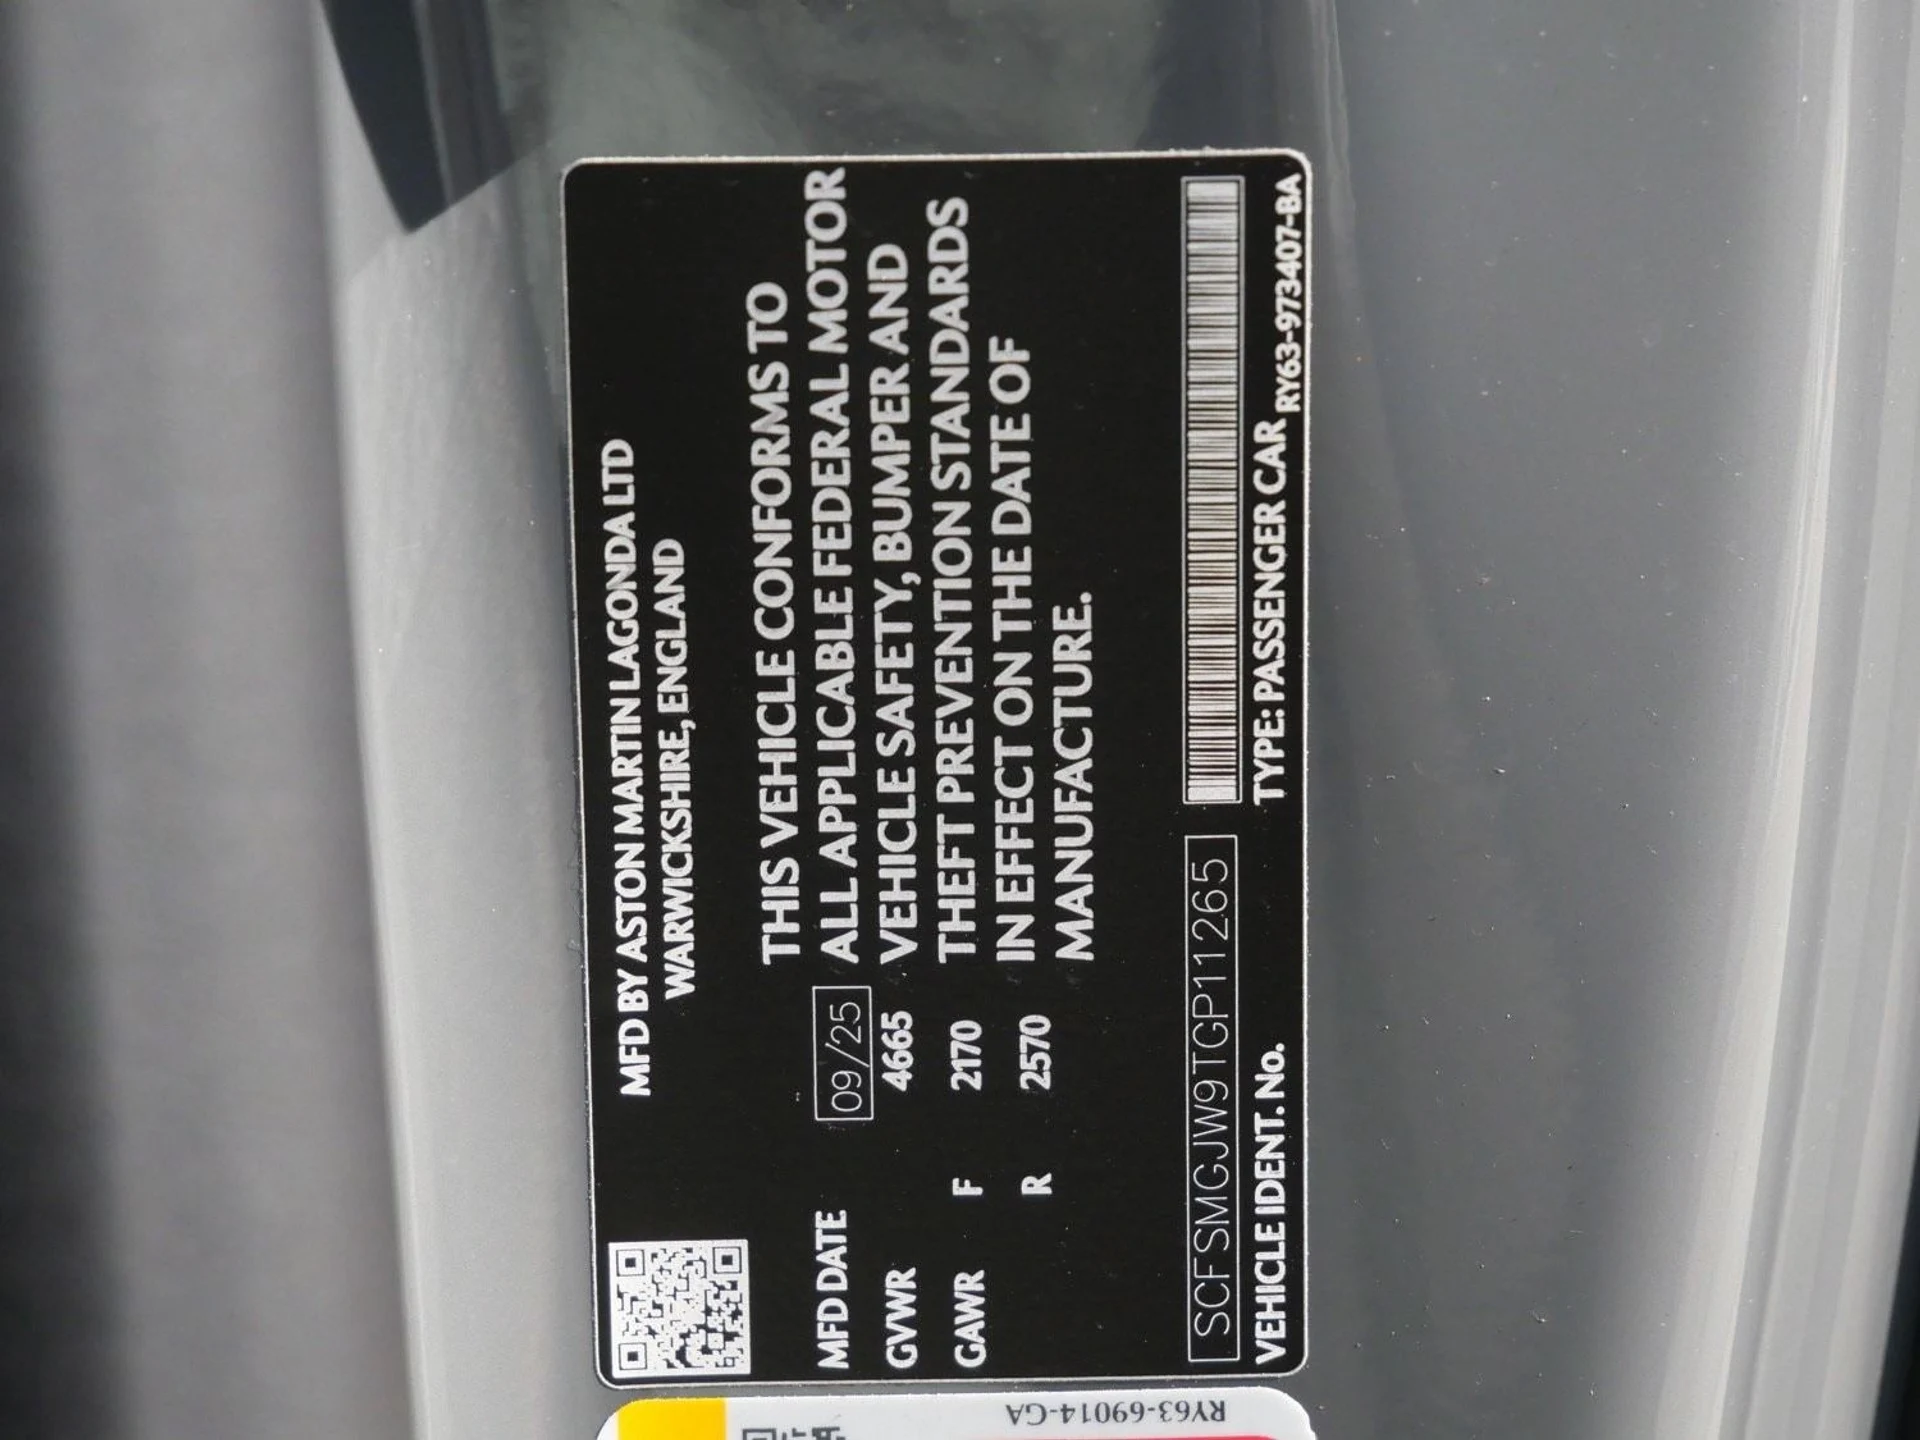 MFD BY ASTON MARTIN LAGONDA LTD
WARWICKSHIRE, ENGLAND
THIS VEHICLE CONFORMS TO
ALL APPLICABLE FEDERAL MOTOR
VEHICLE SAFETY, BUMPER AND
THEFT PREVENTION STANDARDS
IN EFFECT ON THE DATE OF
MANUFACTURE.
MFD DATE 09/25
GVWR 4665
GAWR F 2170
R 2570
SCFSMGJW9TGP11265
VEHICLE IDENT. No. TYPE: PASSENGER CAR
RY63-973407-BA
RY63-69014-GA